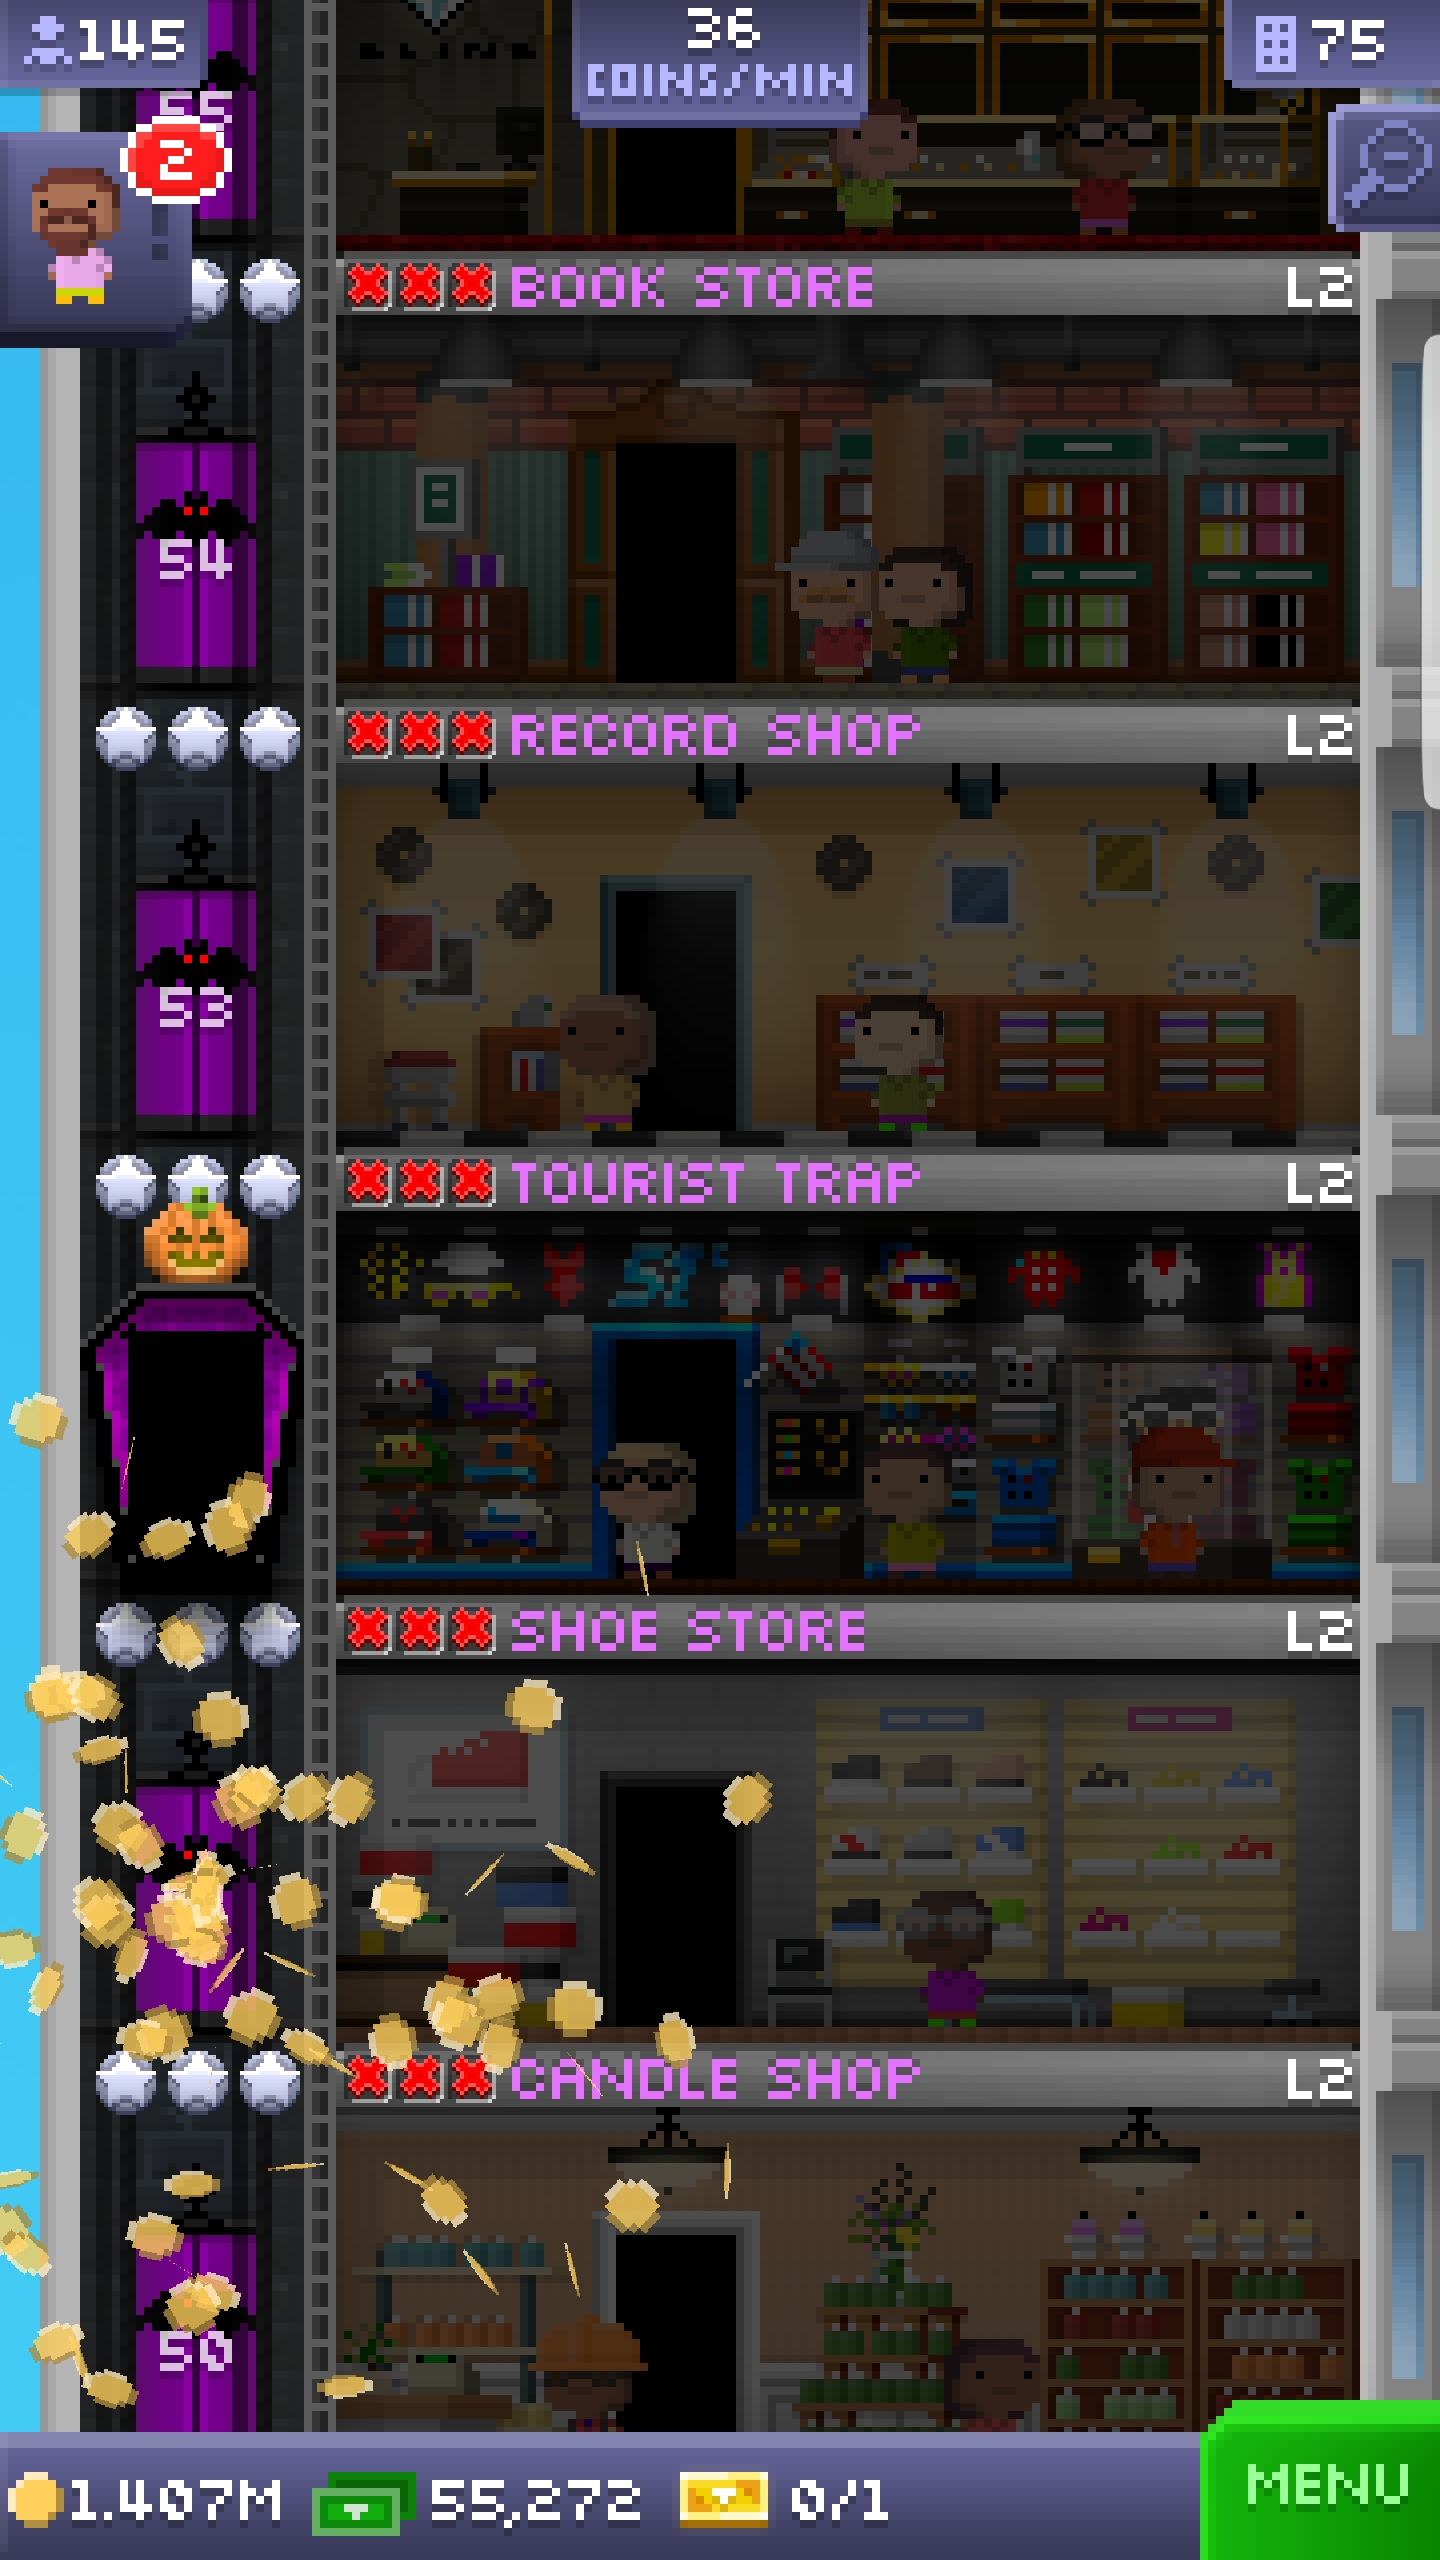 145
36
COINS/MIN
75
55
2
BOOK STORE L2
54
RECORD SHOP L2
53
TOURIST TRAP L2
SHOE STORE L2
CANDLE SHOP L2
50
1.407M 55,272 0/1
MENU